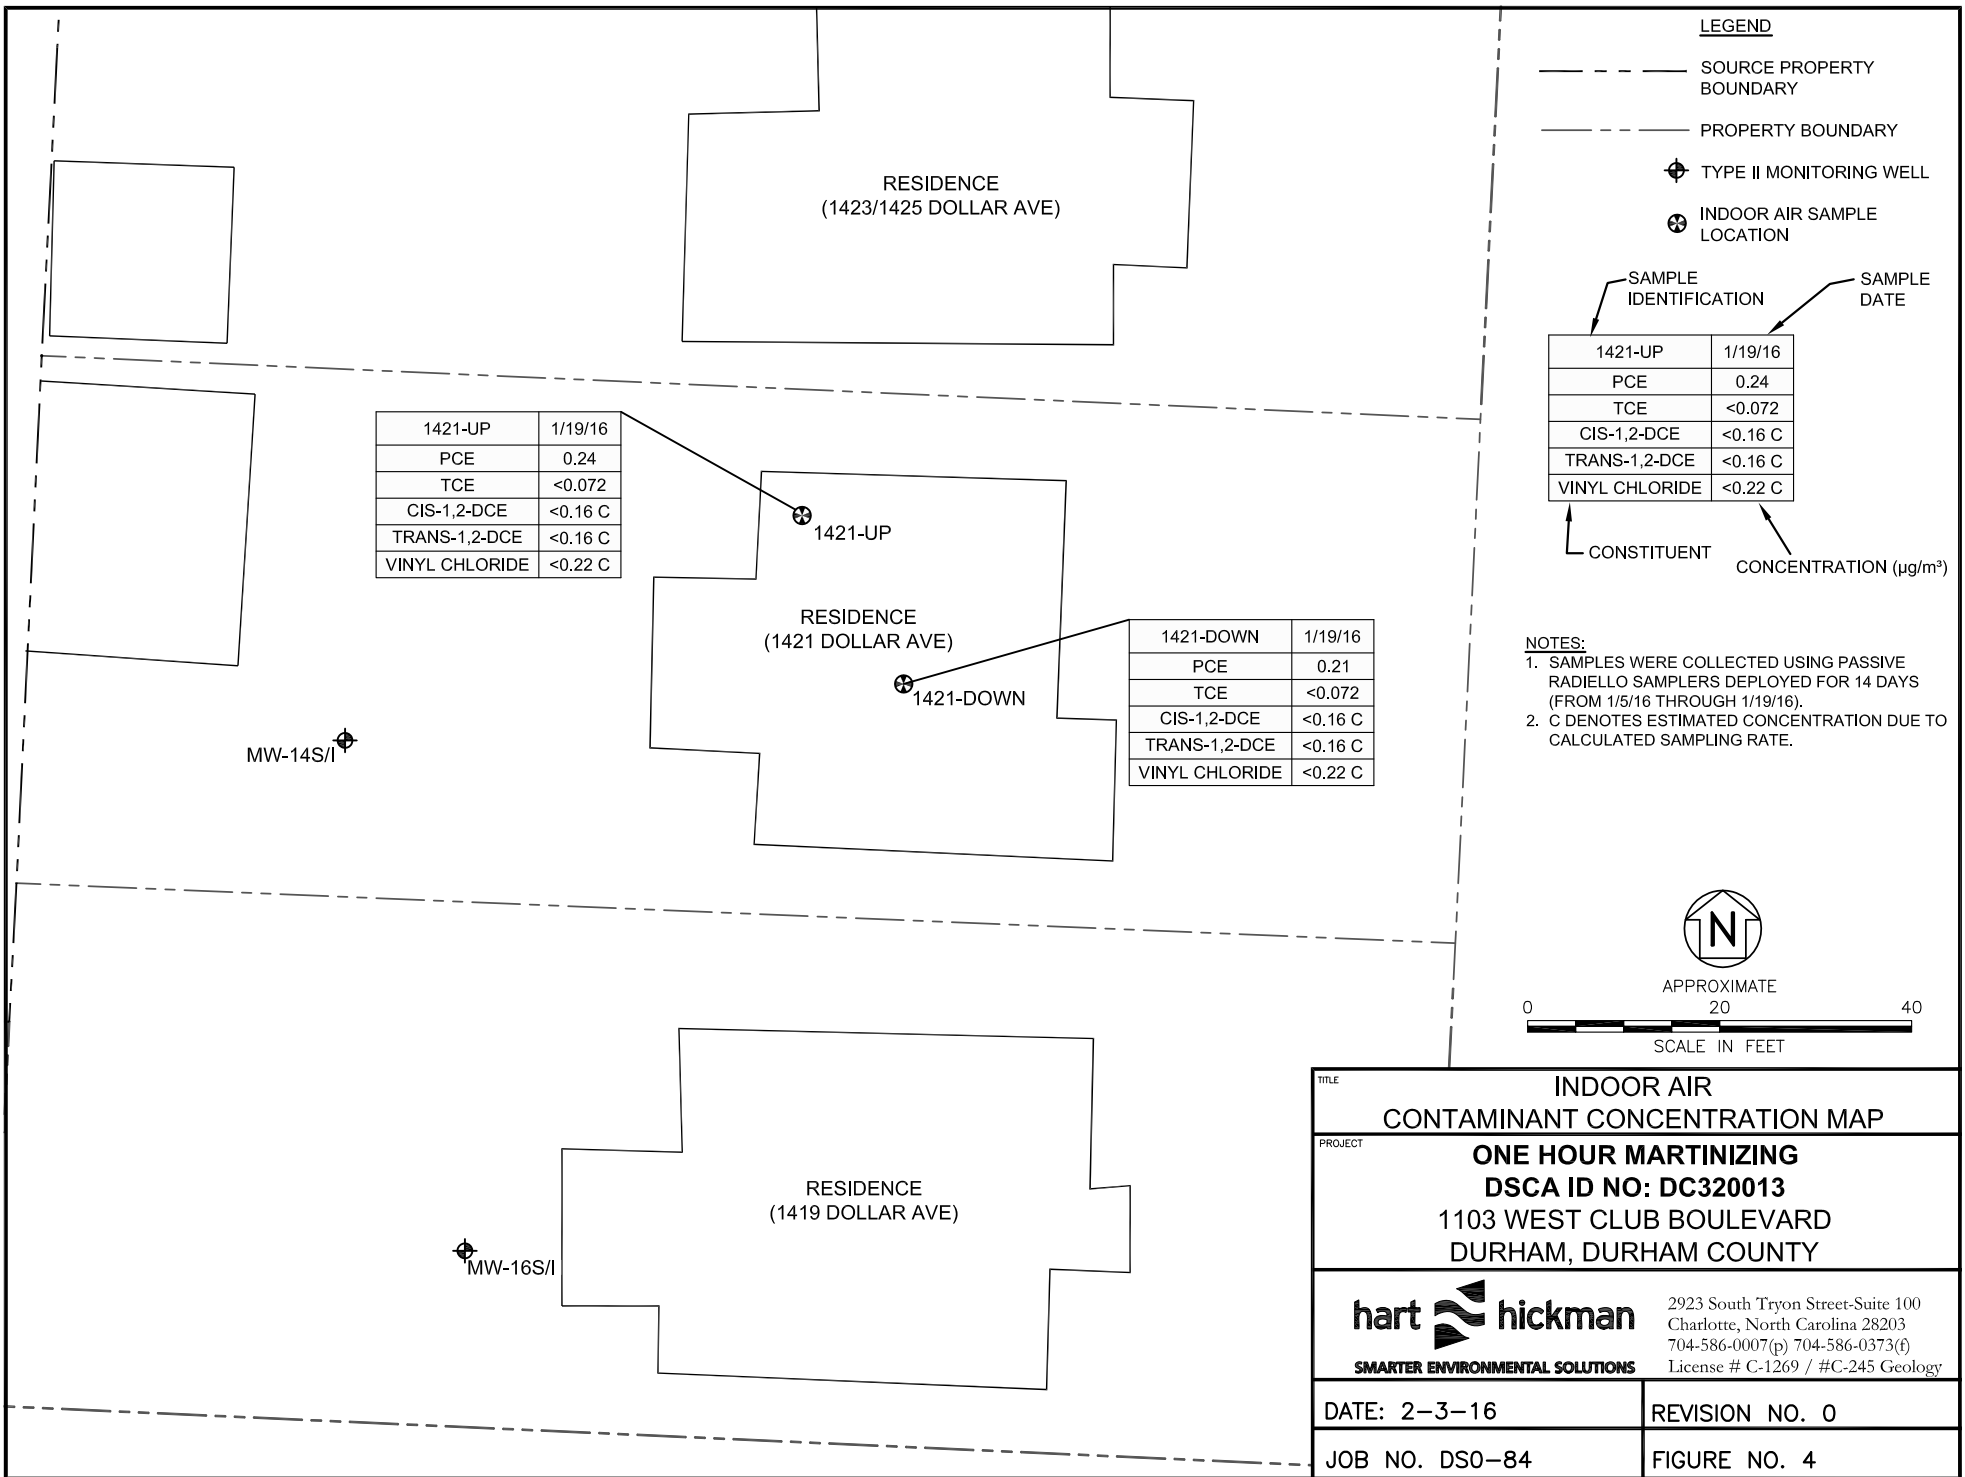 LEGEND
SOURCE PROPERTY
BOUNDARY
PROPERTY BOUNDARY
TYPE II MONITORING WELL
INDOOR AIR SAMPLE
LOCATION
SAMPLE
IDENTIFICATION
SAMPLE
DATE
1421-UP 1/19/16
PCE 0.24
TCE <0.072
CIS-1,2-DCE <0.16 C
TRANS-1,2-DCE <0.16 C
VINYL CHLORIDE <0.22 C
CONSTITUENT
CONCENTRATION (µg/m³)
NOTES:
1. SAMPLES WERE COLLECTED USING PASSIVE
RADIELLO SAMPLERS DEPLOYED FOR 14 DAYS
(FROM 1/5/16 THROUGH 1/19/16).
2. C DENOTES ESTIMATED CONCENTRATION DUE TO
CALCULATED SAMPLING RATE.
RESIDENCE
(1423/1425 DOLLAR AVE)
1421-UP 1/19/16
PCE 0.24
TCE <0.072
CIS-1,2-DCE <0.16 C
TRANS-1,2-DCE <0.16 C
VINYL CHLORIDE <0.22 C
1421-UP
RESIDENCE
(1421 DOLLAR AVE)
1421-DOWN
1421-DOWN 1/19/16
PCE 0.21
TCE <0.072
CIS-1,2-DCE <0.16 C
TRANS-1,2-DCE <0.16 C
VINYL CHLORIDE <0.22 C
MW-14S/I
RESIDENCE
(1419 DOLLAR AVE)
MW-16S/I
N
APPROXIMATE
0 20 40
SCALE IN FEET
TITLE
INDOOR AIR
CONTAMINANT CONCENTRATION MAP
PROJECT
ONE HOUR MARTINIZING
DSCA ID NO: DC320013
1103 WEST CLUB BOULEVARD
DURHAM, DURHAM COUNTY
hart hickman
SMARTER ENVIRONMENTAL SOLUTIONS
2923 South Tryon Street-Suite 100
Charlotte, North Carolina 28203
704-586-0007(p) 704-586-0373(f)
License # C-1269 / #C-245 Geology
DATE: 2-3-16
REVISION NO. 0
JOB NO. DS0-84
FIGURE NO. 4